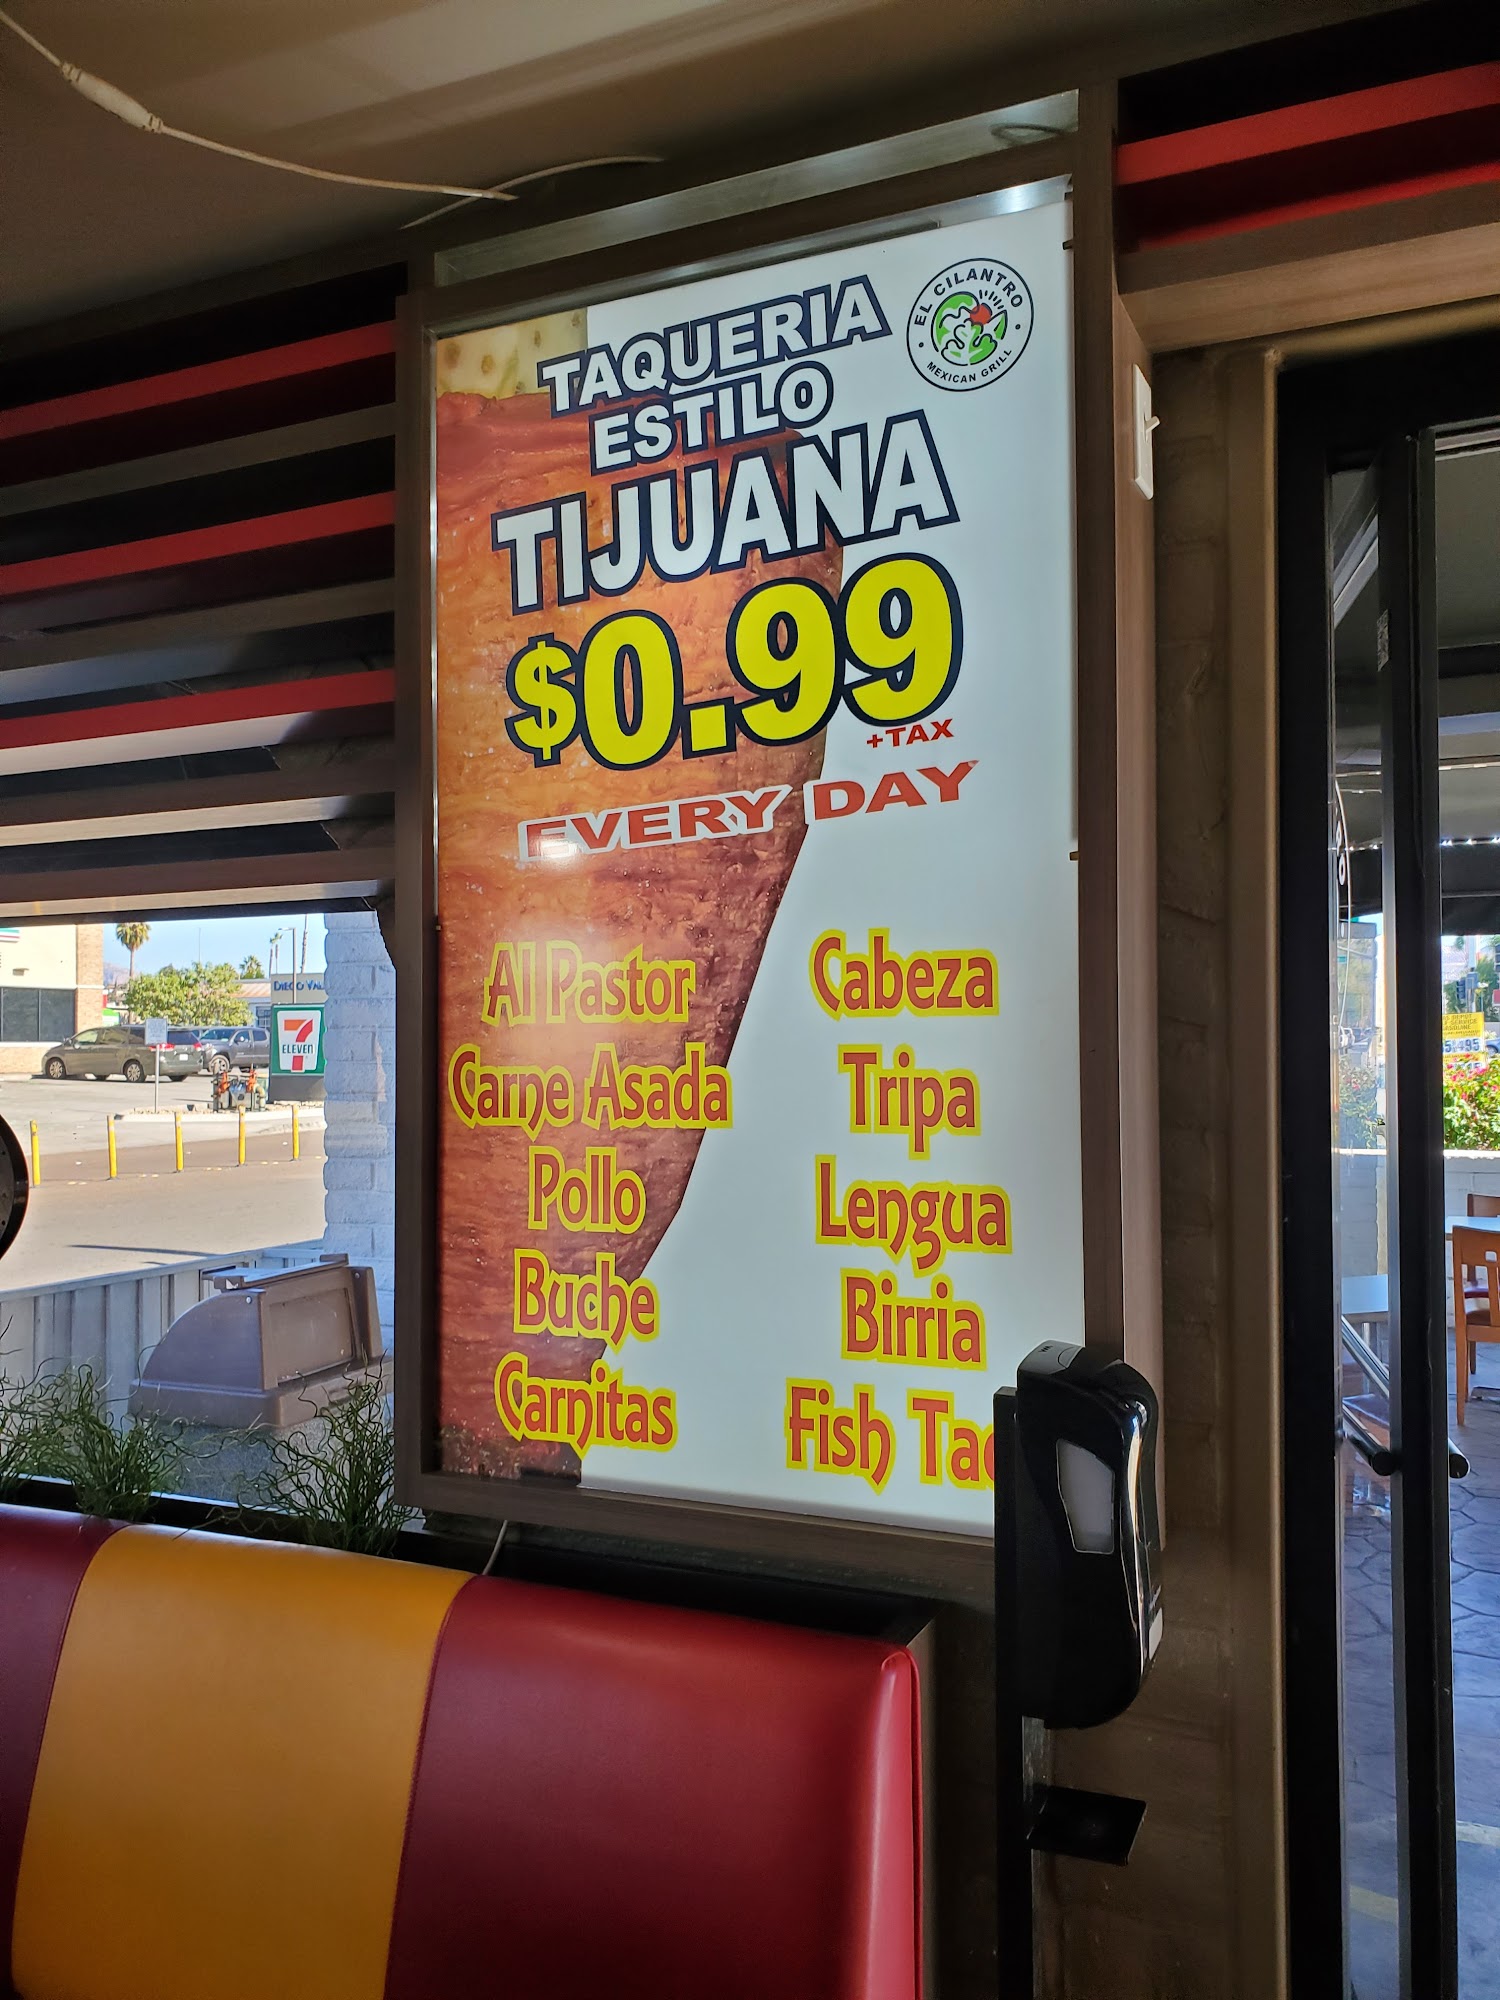 EL CILANTRO
MEXICAN GRILL
TAQUERIA
ESTILO
TIJUANA
$0.99
+TAX
EVERY DAY
Al Pastor
Carne Asada
Pollo
Buche
Carnitas
Cabeza
Tripa
Lengua
Birria
Fish
7
ELEVEN
DIEGO